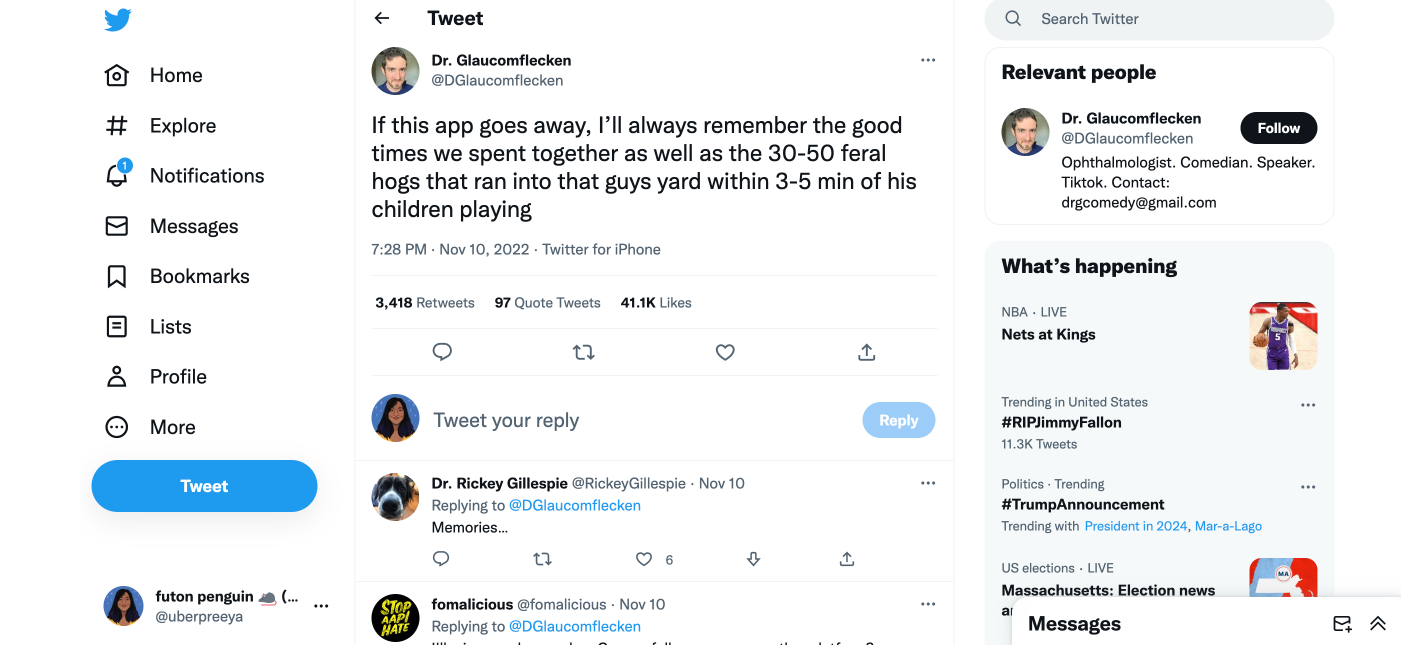 Home
Explore
1
Notifications
Messages
Bookmarks
Lists
Profile
More
Tweet
futon penguin (...
@uberpreeya
Tweet
Dr. Glaucomflecken
@DGlaucomflecken
If this app goes away, I’ll always remember the good
times we spent together as well as the 30-50 feral
hogs that ran into that guys yard within 3-5 min of his
children playing
7:28 PM · Nov 10, 2022 · Twitter for iPhone
3,418 Retweets 97 Quote Tweets 41.1K Likes
Tweet your reply
Reply
Dr. Rickey Gillespie @RickeyGillespie · Nov 10
Replying to @DGlaucomflecken
Memories...
6
STOP
AAPI
HATE
fomalicious @fomalicious · Nov 10
Replying to @DGlaucomflecken
Search Twitter
Relevant people
Dr. Glaucomflecken
@DGlaucomflecken
Follow
Ophthalmologist. Comedian. Speaker.
Tiktok. Contact:
drgcomedy@gmail.com
What’s happening
NBA · LIVE
Nets at Kings
5
Trending in United States
#RIPJimmyFallon
11.3K Tweets
Politics · Trending
#TrumpAnnouncement
Trending with President in 2024, Mar-a-Lago
US elections · LIVE
Massachusetts: Election news
MA
Messages